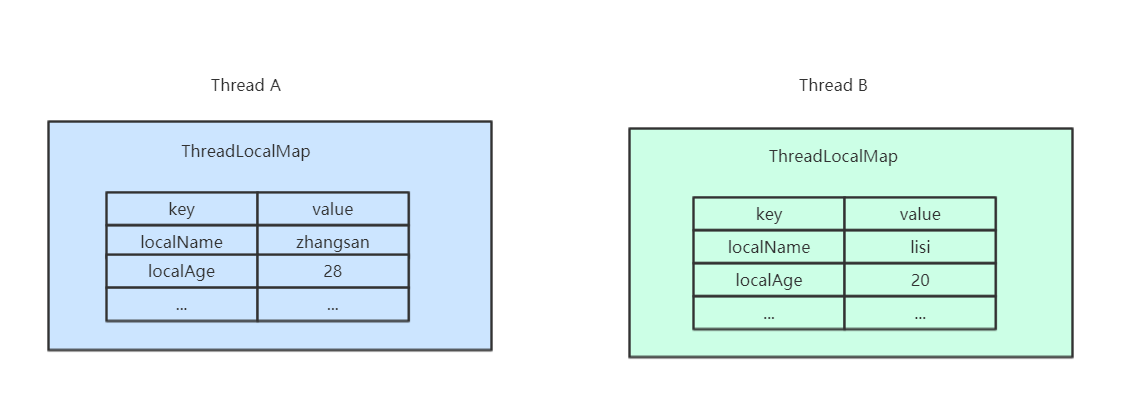 Thread A
ThreadLocalMap
key value
localName zhangsan
localAge 28
... ...
Thread B
ThreadLocalMap
key value
localName lisi
localAge 20
... ...